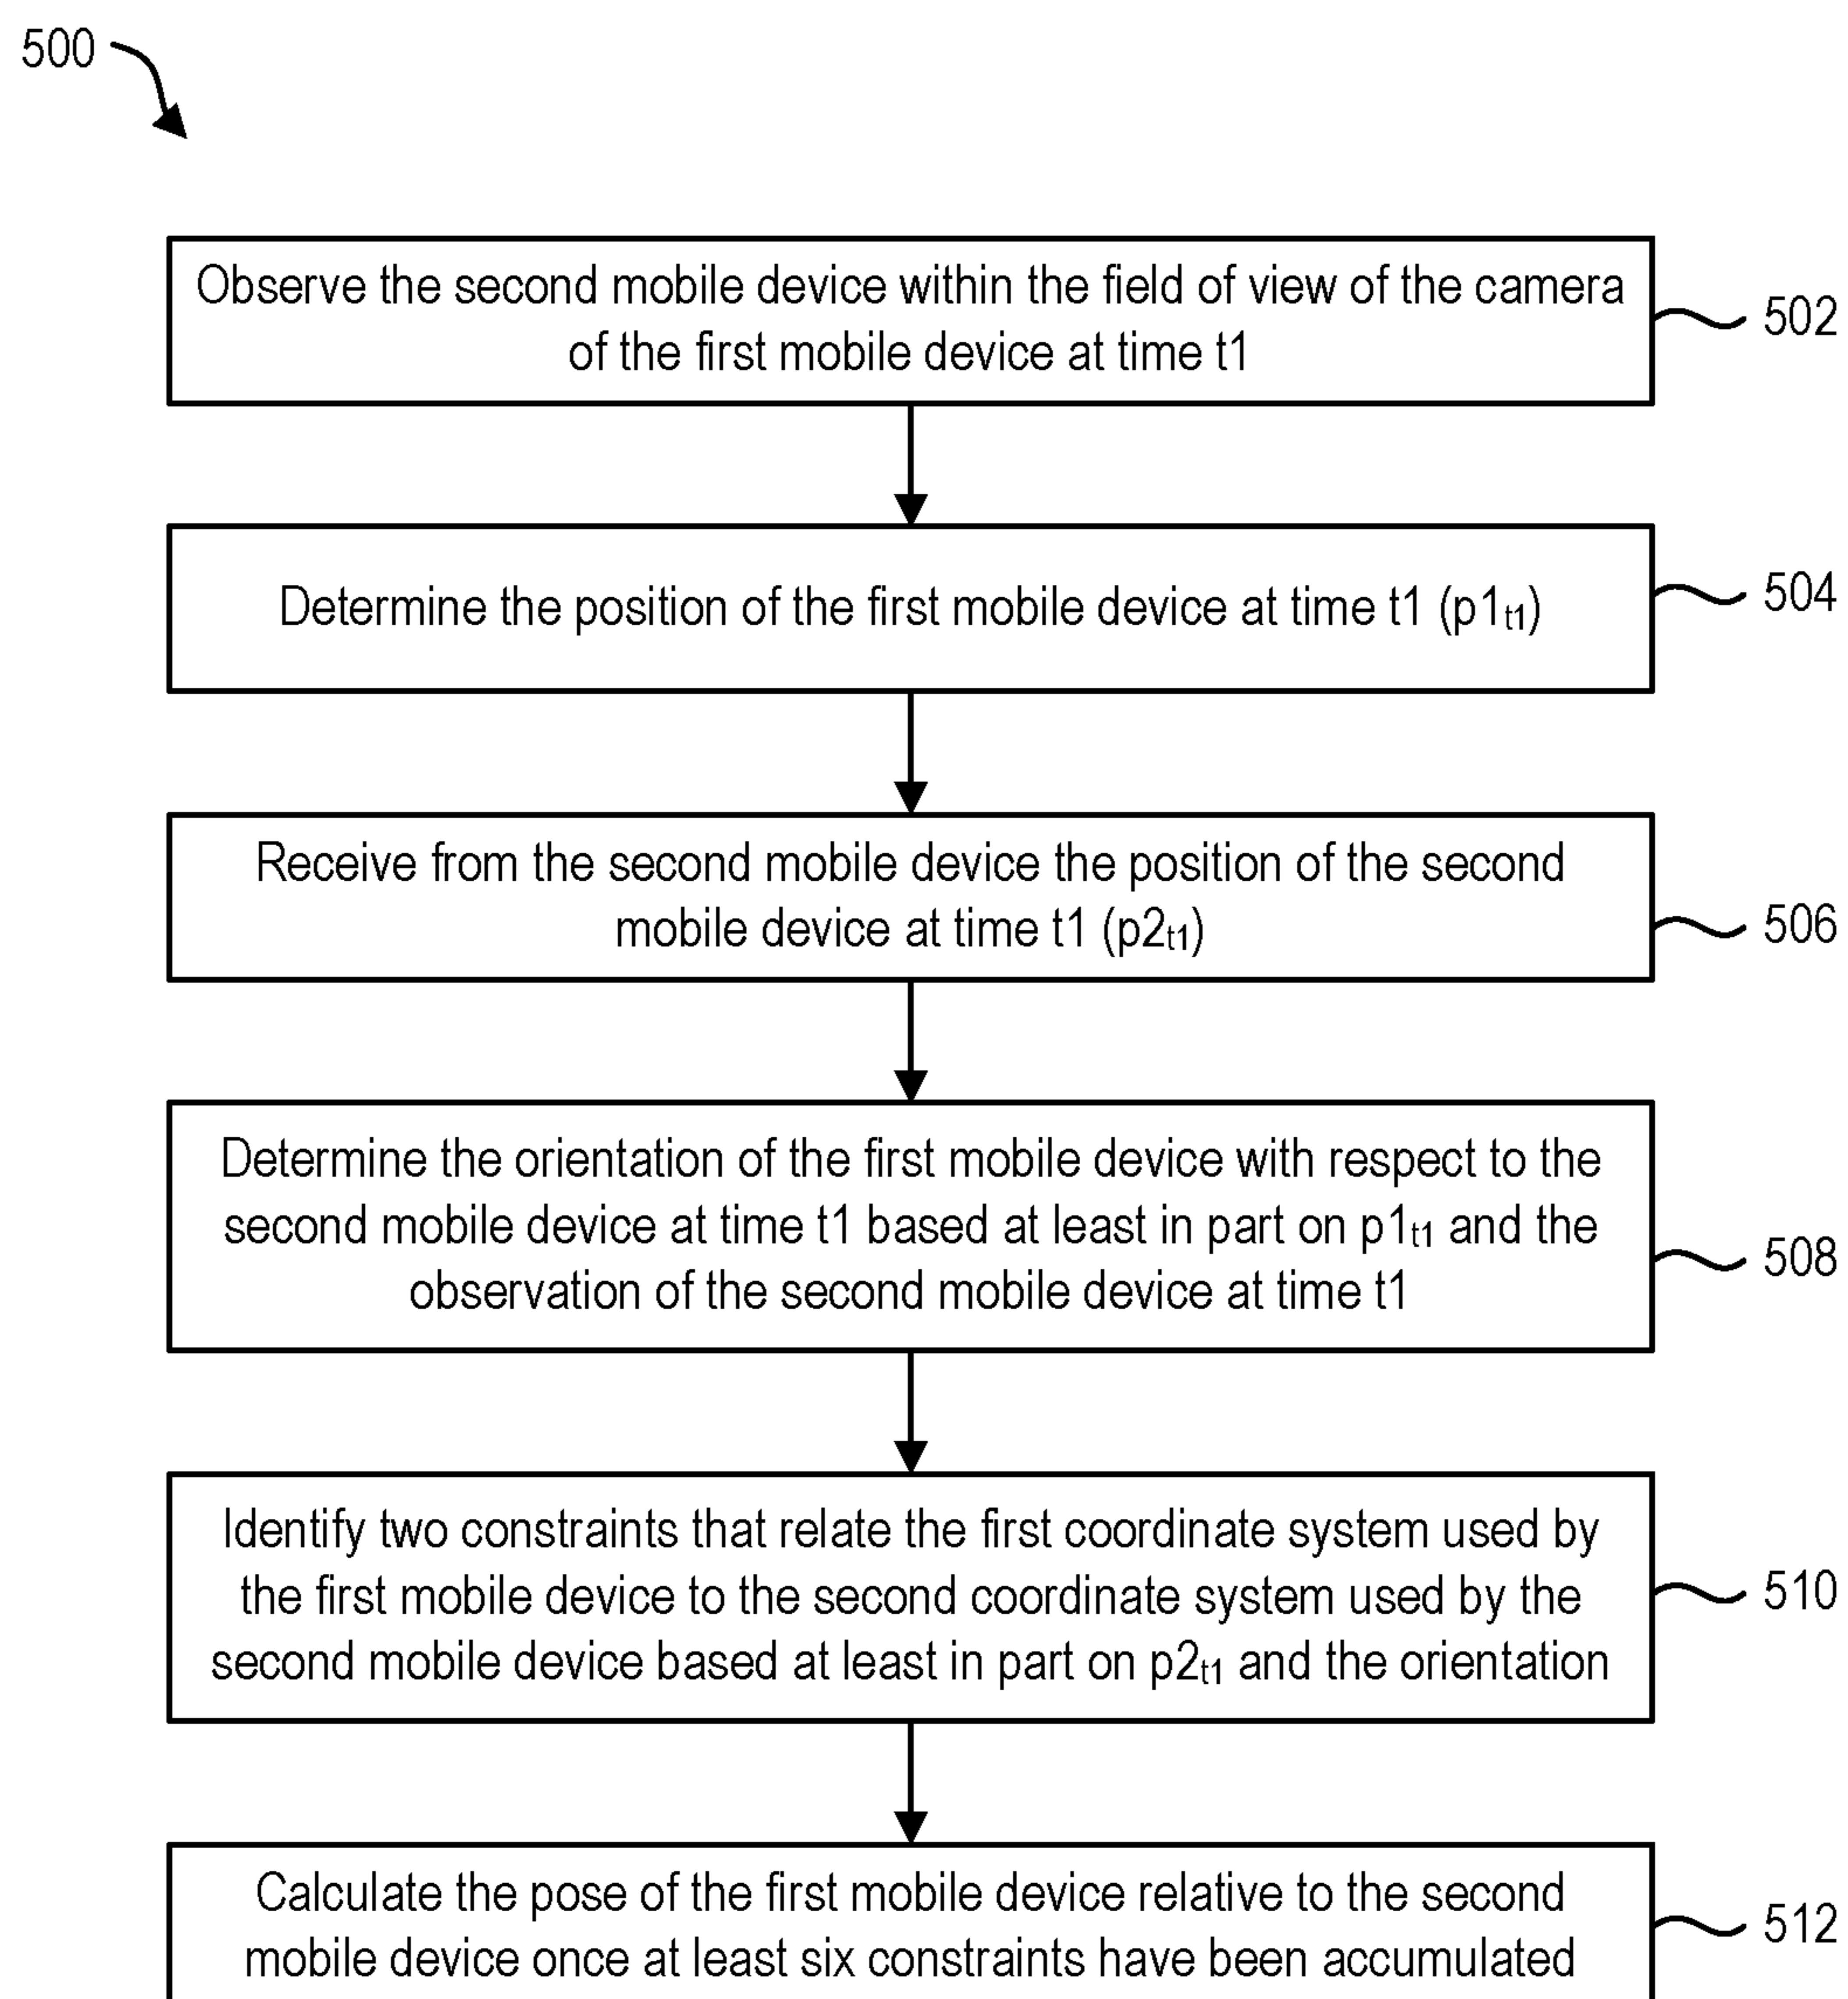 500
Observe the second mobile device within the field of view of the camera
of the first mobile device at time t1
502
Determine the position of the first mobile device at time t1 (p1t1)
504
Receive from the second mobile device the position of the second
mobile device at time t1 (p2t1)
506
Determine the orientation of the first mobile device with respect to the
second mobile device at time t1 based at least in part on p1t1 and the
observation of the second mobile device at time t1
508
Identify two constraints that relate the first coordinate system used by
the first mobile device to the second coordinate system used by the
second mobile device based at least in part on p2t1 and the orientation
510
Calculate the pose of the first mobile device relative to the second
mobile device once at least six constraints have been accumulated
512